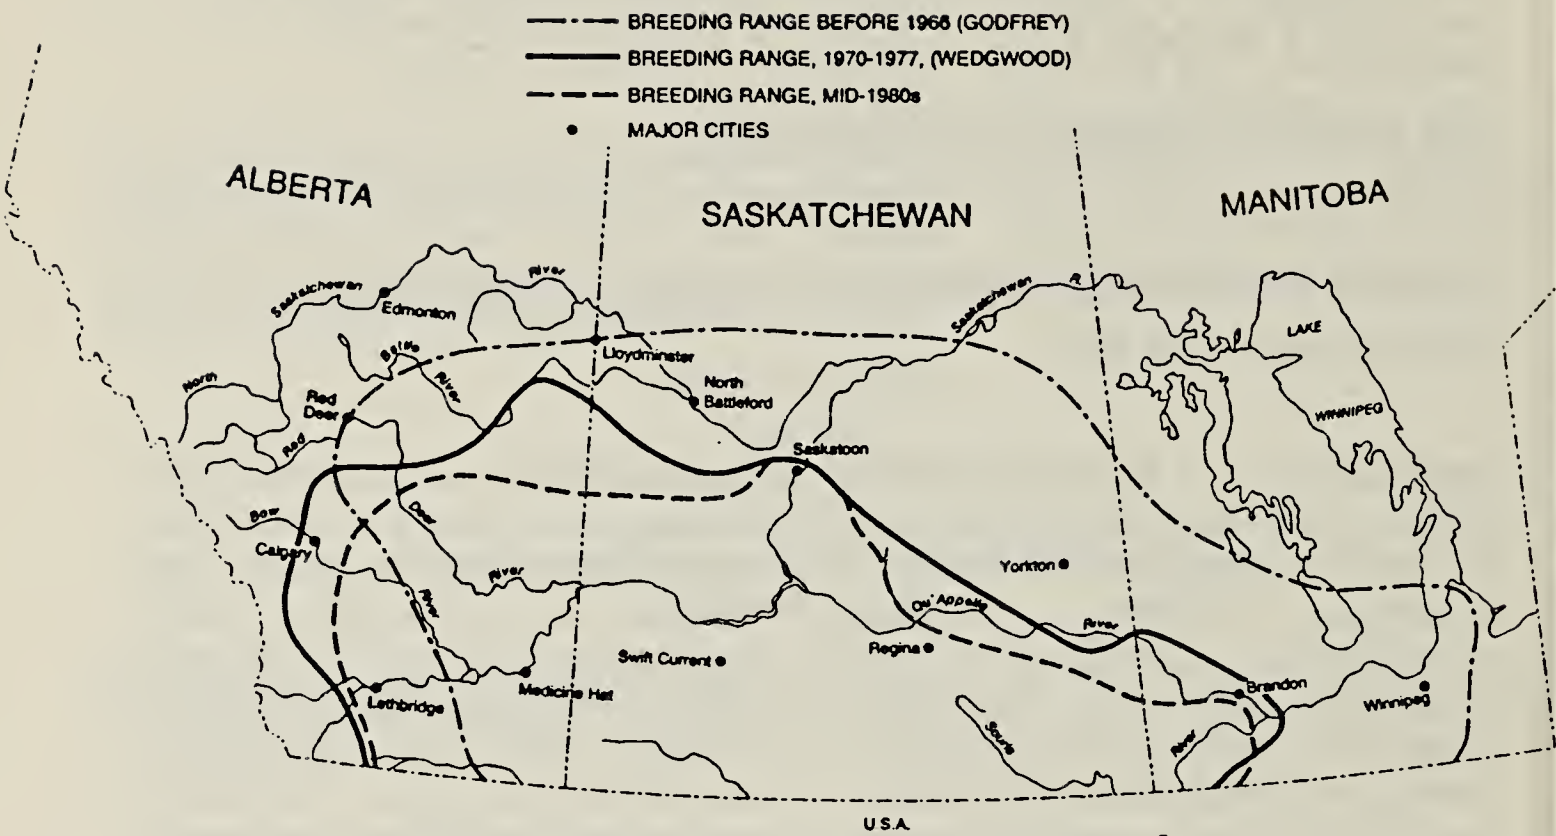 BREEDING RANGE BEFORE 1966 (GODFREY)
BREEDING RANGE, 1970-1977, (WEDGWOOD)
BREEDING RANGE, MID-1980s
MAJOR CITIES
ALBERTA
SASKATCHEWAN
MANITOBA
Saskatchewan
River
Edmonton
Saskatchewan
R.
LAKE
WINNIPEG
Battle
River
Lloydminster
North
Red
Deer
North
Battleford
Red
Saskatoon
Bow
Deer
Calgary
River
River
Yorkton
Qu'Appelle
River
Regina
Swift Current
Medicine Hat
Lethbridge
Brandon
Winnipeg
Souris
River
U.S.A.